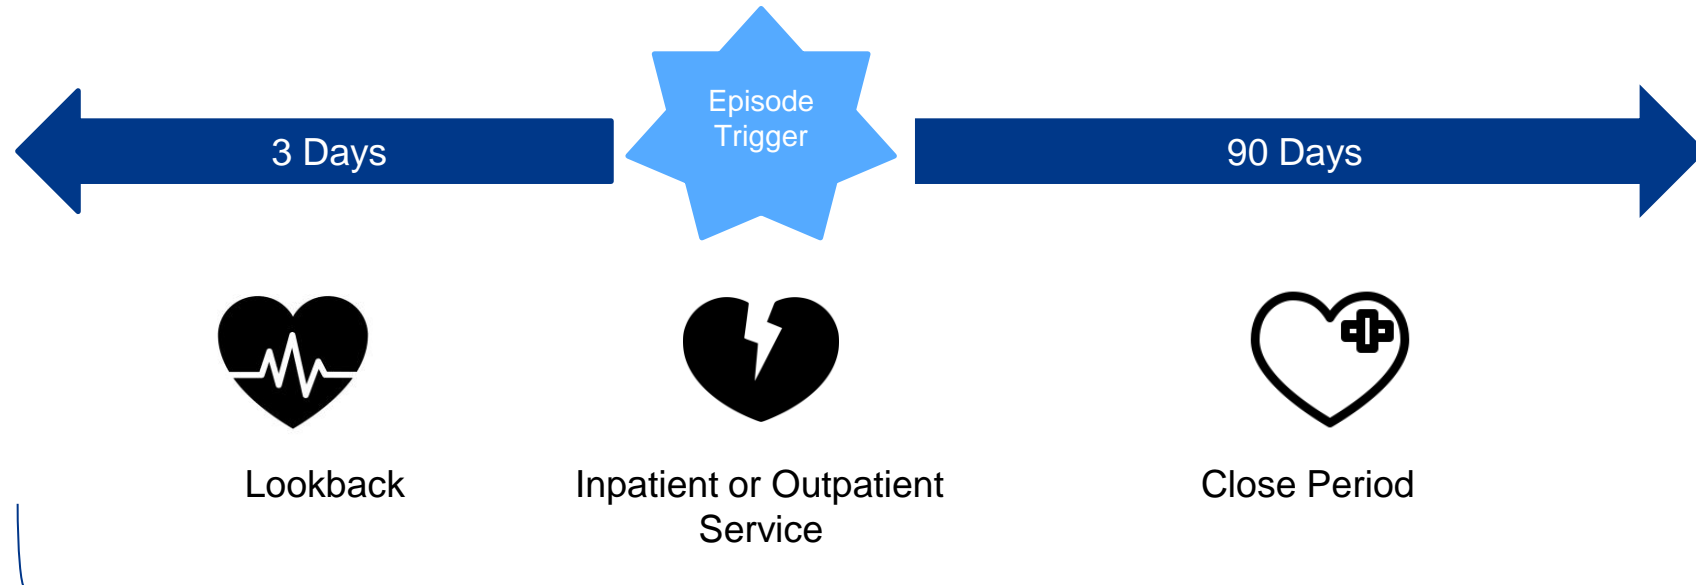 Episode
Trigger
3 Days
90 Days
Lookback
Inpatient or Outpatient
Service
Close Period